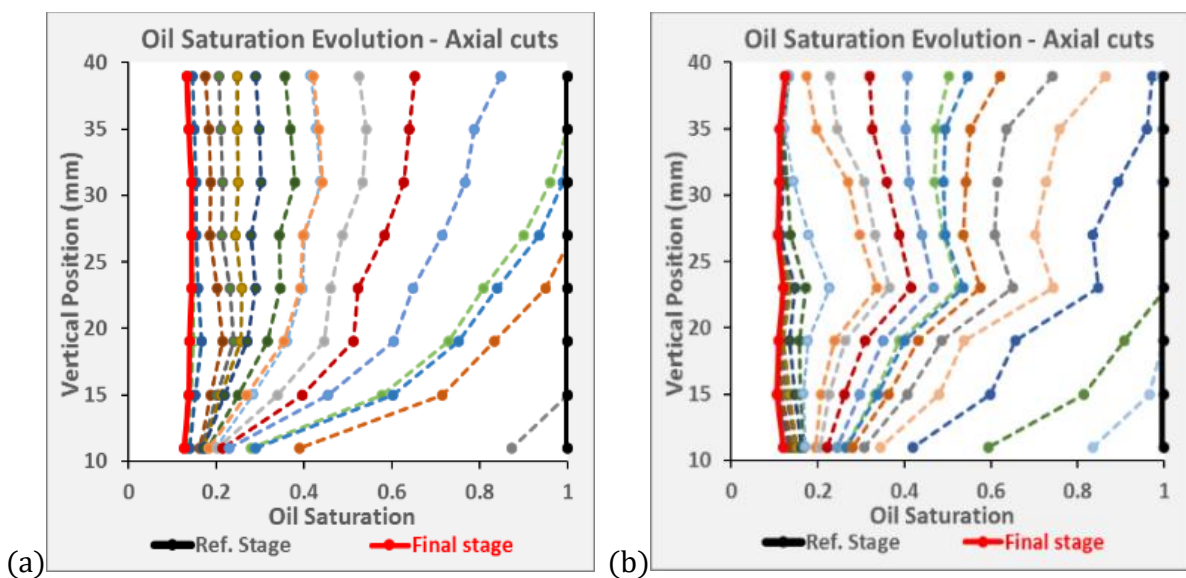 Oil Saturation Evolution - Axial cuts
40
35
30
25
20
15
10
Vertical Position (mm)
0 0.2 0.4 0.6 0.8 1
Oil Saturation
Ref. Stage Final stage
(a)
Oil Saturation Evolution - Axial cuts
40
35
30
25
20
15
10
Vertical Position (mm)
0 0.2 0.4 0.6 0.8 1
Oil Saturation
Ref. Stage Final stage
(b)